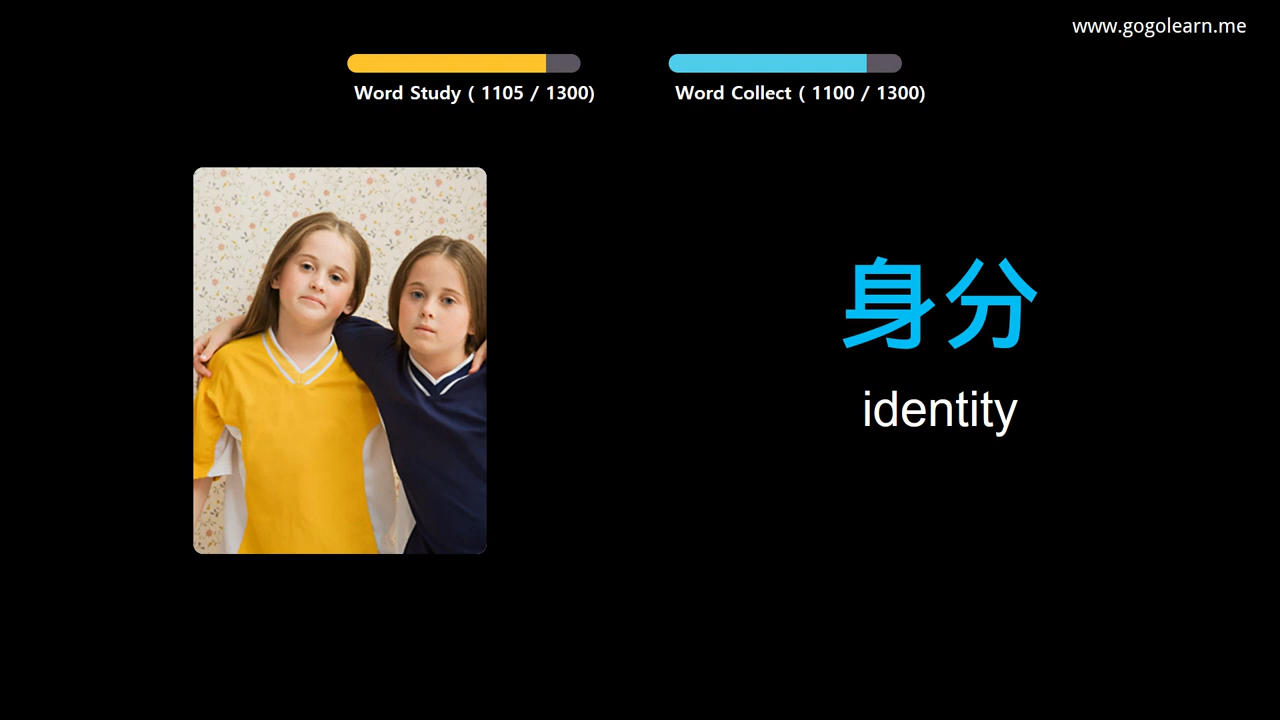 www.gogolearn.me
Word Study ( 1105 / 1300)
Word Collect ( 1100 / 1300)
身分
identity